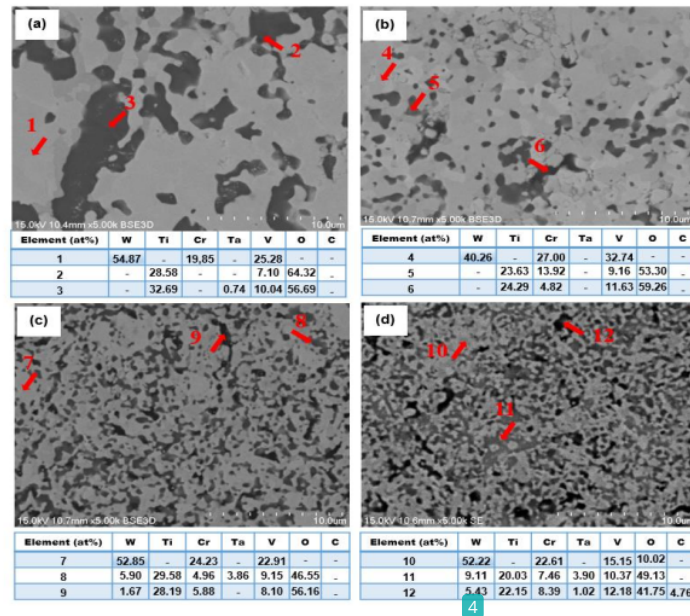 (a)
2
3
1
15.0kV 10.4mm x5.00k BSE3D 10.0um
Element (at%) W Ti Cr Ta V O C
1 54.87 - 19,85 - 25.28 - -
2 - 28.58 - - 7.10 64.32 -
3 - 32.69 - 0.74 10.04 56.69 -
(b)
4
5
6
15.0kV 10.7mm x5.00k BSE3D 10.0um
Element (at%) W Ti Cr Ta V O C
4 40.26 - 27.00 - 32.74 - -
5 - 23.63 13.92 - 9.16 53.30 -
6 - 24.29 4.82 - 11.63 59.26 -
(c)
8
9
7
15.0kV 10.7mm x5.00k BSE3D 10.0um
Element (at%) W Ti Cr Ta V O C
7 52.85 - 24.23 - 22.91 - -
8 5.90 29.58 4.96 3.86 9.15 46.55 -
9 1.67 28.19 5.88 - 8.10 56.16 -
(d)
12
10
11
15.0kV 10.6mm x5.00k SE 10.0um
Element (at%) W Ti Cr Ta V O C
10 52.22 - 22.61 - 15.15 10.02 -
11 9.11 20.03 7.46 3.90 10.37 49.13 -
12 5.43 22.15 8.39 1.02 12.18 41.75 4.76
4